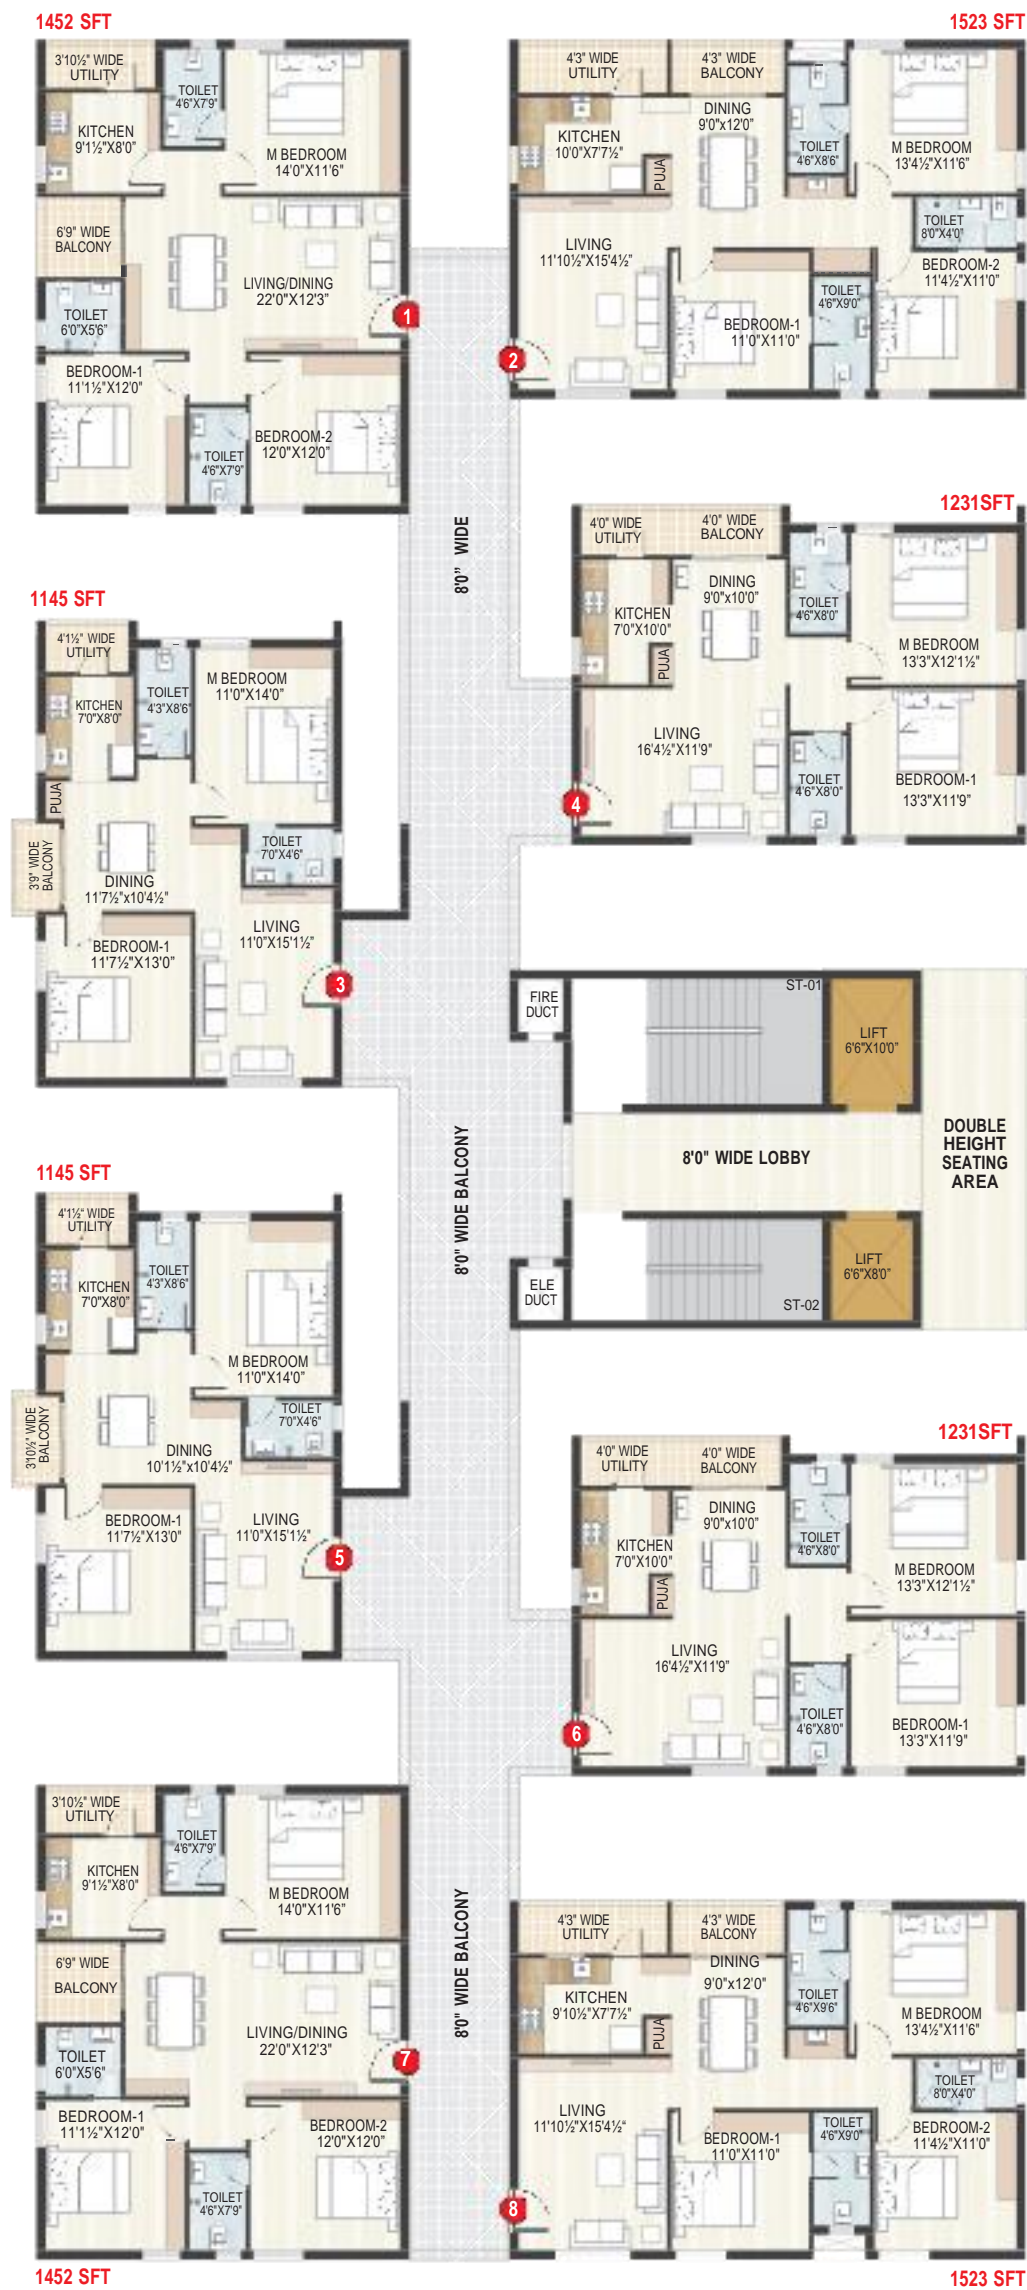 1452 SFT
3'10½" WIDE
UTILITY
TOILET
4'6"X7'9"
KITCHEN
9'1½"X8'0"
M BEDROOM
14'0"X11'6"
6'9" WIDE
BALCONY
LIVING/DINING
22'0"X12'3"
TOILET
6'0"X5'6"
1
BEDROOM-1
11'1½"X12'0"
BEDROOM-2
12'0"X12'0"
TOILET
4'6"X7'9"
1523 SFT
4'3" WIDE
UTILITY
4'3" WIDE
BALCONY
DINING
9'0"x12'0"
KITCHEN
10'0"X7'7½"
PUJA
TOILET
4'6"X8'6"
M BEDROOM
13'4½"X11'6"
TOILET
8'0"X4'0"
LIVING
11'10½"X15'4½"
BEDROOM-2
11'4½"X11'0"
TOILET
4'6"X9'0"
BEDROOM-1
11'0"X11'0"
2
8'0" WIDE
1231SFT
4'0" WIDE
UTILITY
4'0" WIDE
BALCONY
DINING
9'0"x10'0"
KITCHEN
7'0"X10'0"
PUJA
TOILET
4'6"X8'0"
M BEDROOM
13'3"X12'1½"
LIVING
16'4½"X11'9"
TOILET
4'6"X8'0"
BEDROOM-1
13'3"X11'9"
4
1145 SFT
4'1½" WIDE
UTILITY
TOILET
4'3"X8'6"
M BEDROOM
11'0"X14'0"
KITCHEN
7'0"X8'0"
PUJA
3'9" WIDE
BALCONY
DINING
11'7½"x10'4½"
TOILET
7'0"X4'6"
LIVING
11'0"X15'1½"
BEDROOM-1
11'7½"X13'0"
3
FIRE
DUCT
ST-01
LIFT
6'6"X10'0"
8'0" WIDE LOBBY
DOUBLE
HEIGHT
SEATING
AREA
8'0" WIDE BALCONY
ELE
DUCT
ST-02
LIFT
6'6"X8'0"
1145 SFT
4'1½" WIDE
UTILITY
TOILET
4'3"X8'6"
KITCHEN
7'0"X8'0"
M BEDROOM
11'0"X14'0"
3'10½" WIDE
BALCONY
TOILET
7'0"X4'6"
DINING
10'1½"x10'4½"
BEDROOM-1
11'7½"X13'0"
LIVING
11'0"X15'1½"
5
1231SFT
4'0" WIDE
UTILITY
4'0" WIDE
BALCONY
DINING
9'0"x10'0"
KITCHEN
7'0"X10'0"
PUJA
TOILET
4'6"X8'0"
M BEDROOM
13'3"X12'1½"
LIVING
16'4½"X11'9"
TOILET
4'6"X8'0"
BEDROOM-1
13'3"X11'9"
6
3'10½" WIDE
UTILITY
TOILET
4'6"X7'9"
KITCHEN
9'1½"X8'0"
M BEDROOM
14'0"X11'6"
6'9" WIDE
BALCONY
LIVING/DINING
22'0"X12'3"
TOILET
6'0"X5'6"
7
BEDROOM-1
11'1½"X12'0"
BEDROOM-2
12'0"X12'0"
TOILET
4'6"X7'9"
1452 SFT
8'0" WIDE BALCONY
4'3" WIDE
UTILITY
4'3" WIDE
BALCONY
DINING
9'0"x12'0"
KITCHEN
9'10½"X7'7½"
PUJA
TOILET
4'6"X9'6"
M BEDROOM
13'4½"X11'6"
TOILET
8'0"X4'0"
LIVING
11'10½"X15'4½"
BEDROOM-1
11'0"X11'0"
TOILET
4'6"X9'0"
BEDROOM-2
11'4½"X11'0"
8
1523 SFT